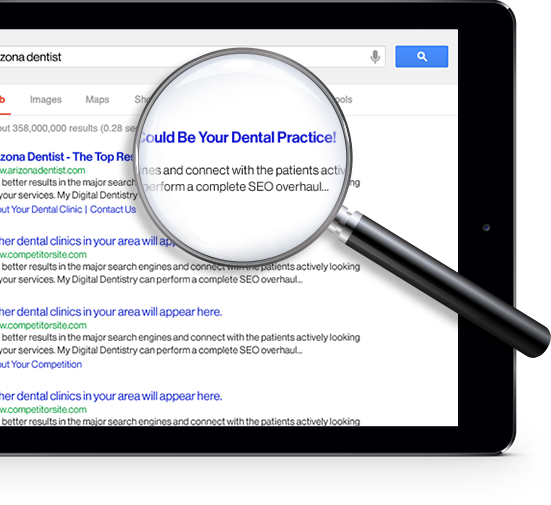 zona dentist
b Images Maps Sho ools
out 358,000,000 results (0.28 sec
Could Be Your Dental Practice!
zona Dentist - The Top Res
w.arizonadentist.com
nes and connect with the patients activ
better results in the major search
perform a complete SEO overhaul...
your services. My Digital Dentistry
out Your Dental Clinic | Contact Us
her dental clinics in your area will app
w.competitorsite.com
better results in the major search engines and connect with the patients actively looking
your services. My Digital Dentistry can perform a complete SEO overhaul...
her dental clinics in your area will appear here.
w.competitorsite.com
better results in the major search engines and connect with the patients actively looking
your services. My Digital Dentistry can perform a complete SEO overhaul...
out Your Competition
her dental clinics in your area will appear here.
w.competitorsite.com
better results in the major search engines and connect with the patients actively looking
your services. My Digital Dentistry can perform a complete SEO overhaul...